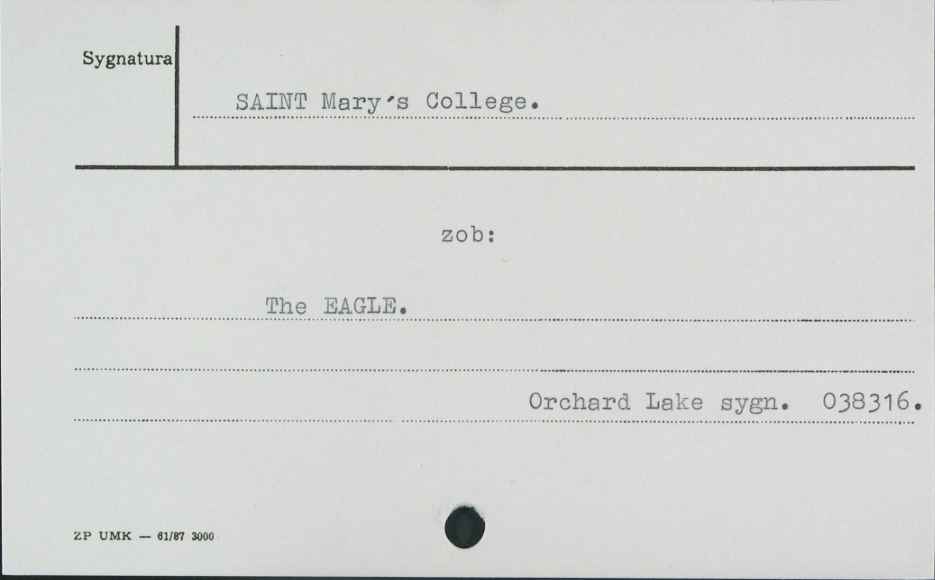 Sygnatura
SAINT Mary's College.
zob:
The EAGLE.
Orchard Lake sygn. 038316.
ZP UMK — 61/87 3000